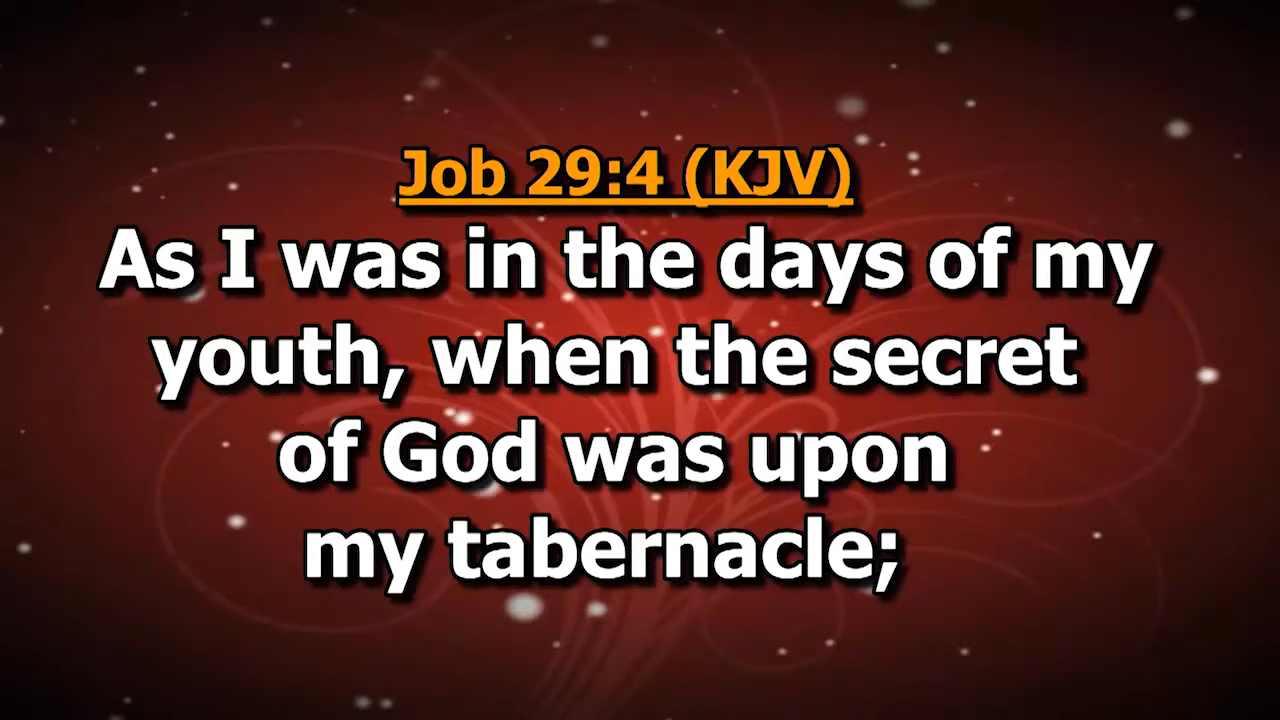 Job 29:4 (KJV)
As I was in the days of my
youth, when the secret
of God was upon
my tabernacle;